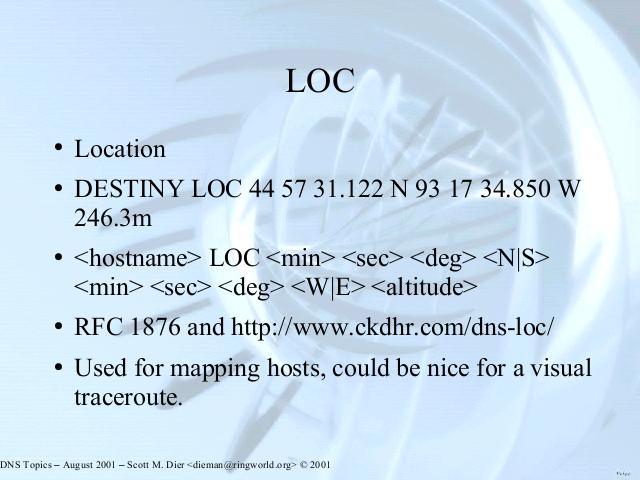 LOC
• Location
• DESTINY LOC 44 57 31.122 N 93 17 34.850 W
246.3m
• <hostname> LOC <min> <sec> <deg> <N|S>
<min> <sec> <deg> <W|E> <altitude>
• RFC 1876 and http://www.ckdhr.com/dns-loc/
• Used for mapping hosts, could be nice for a visual
traceroute.
DNS Topics – August 2001 – Scott M. Dier <dieman@ringworld.org> © 2001